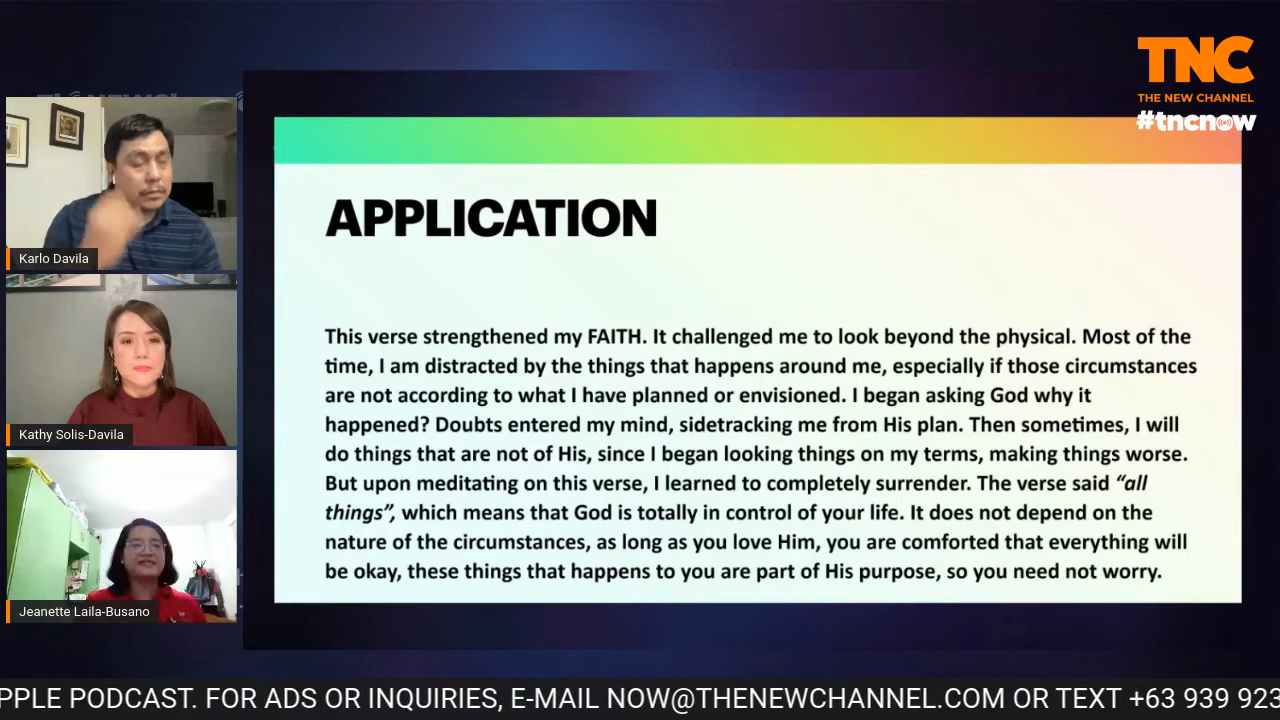 TNC
THE NEW CHANNEL
#tncnow
APPLICATION
This verse strengthened my FAITH. It challenged me to look beyond the physical. Most of the
time, I am distracted by the things that happens around me, especially if those circumstances
are not according to what I have planned or envisioned. I began asking God why it
happened? Doubts entered my mind, sidetracking me from His plan. Then sometimes, I will
do things that are not of His, since I began looking things on my terms, making things worse.
But upon meditating on this verse, I learned to completely surrender. The verse said “all
things”, which means that God is totally in control of your life. It does not depend on the
nature of the circumstances, as long as you love Him, you are comforted that everything will
be okay, these things that happens to you are part of His purpose, so you need not worry.
Karlo Davila
Kathy Solis-Davila
Jeanette Laila-Busano
PPLE PODCAST. FOR ADS OR INQUIRIES, E-MAIL NOW@THENEWCHANNEL.COM OR TEXT +63 939 923